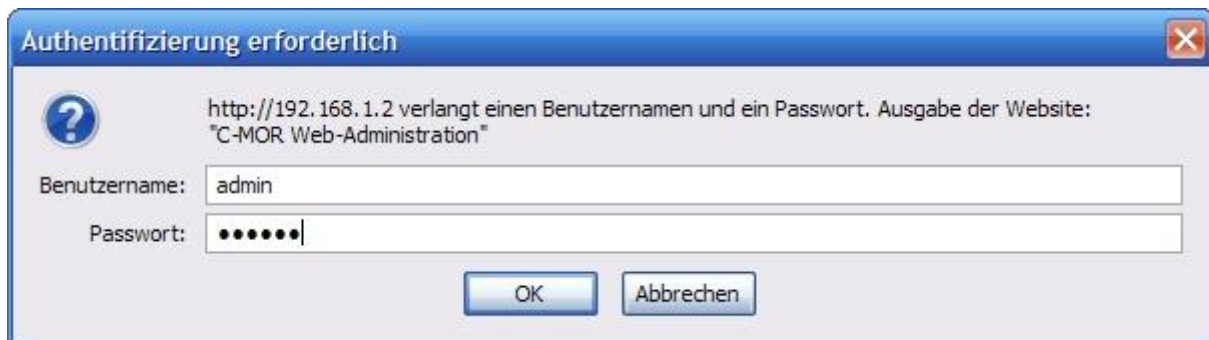 Authentifizierung erforderlich
http://192.168.1.2 verlangt einen Benutzernamen und ein Passwort. Ausgabe der Website:
"C-MOR Web-Administration"
Benutzername: admin
Passwort: ●●●●●●
OK Abbrechen